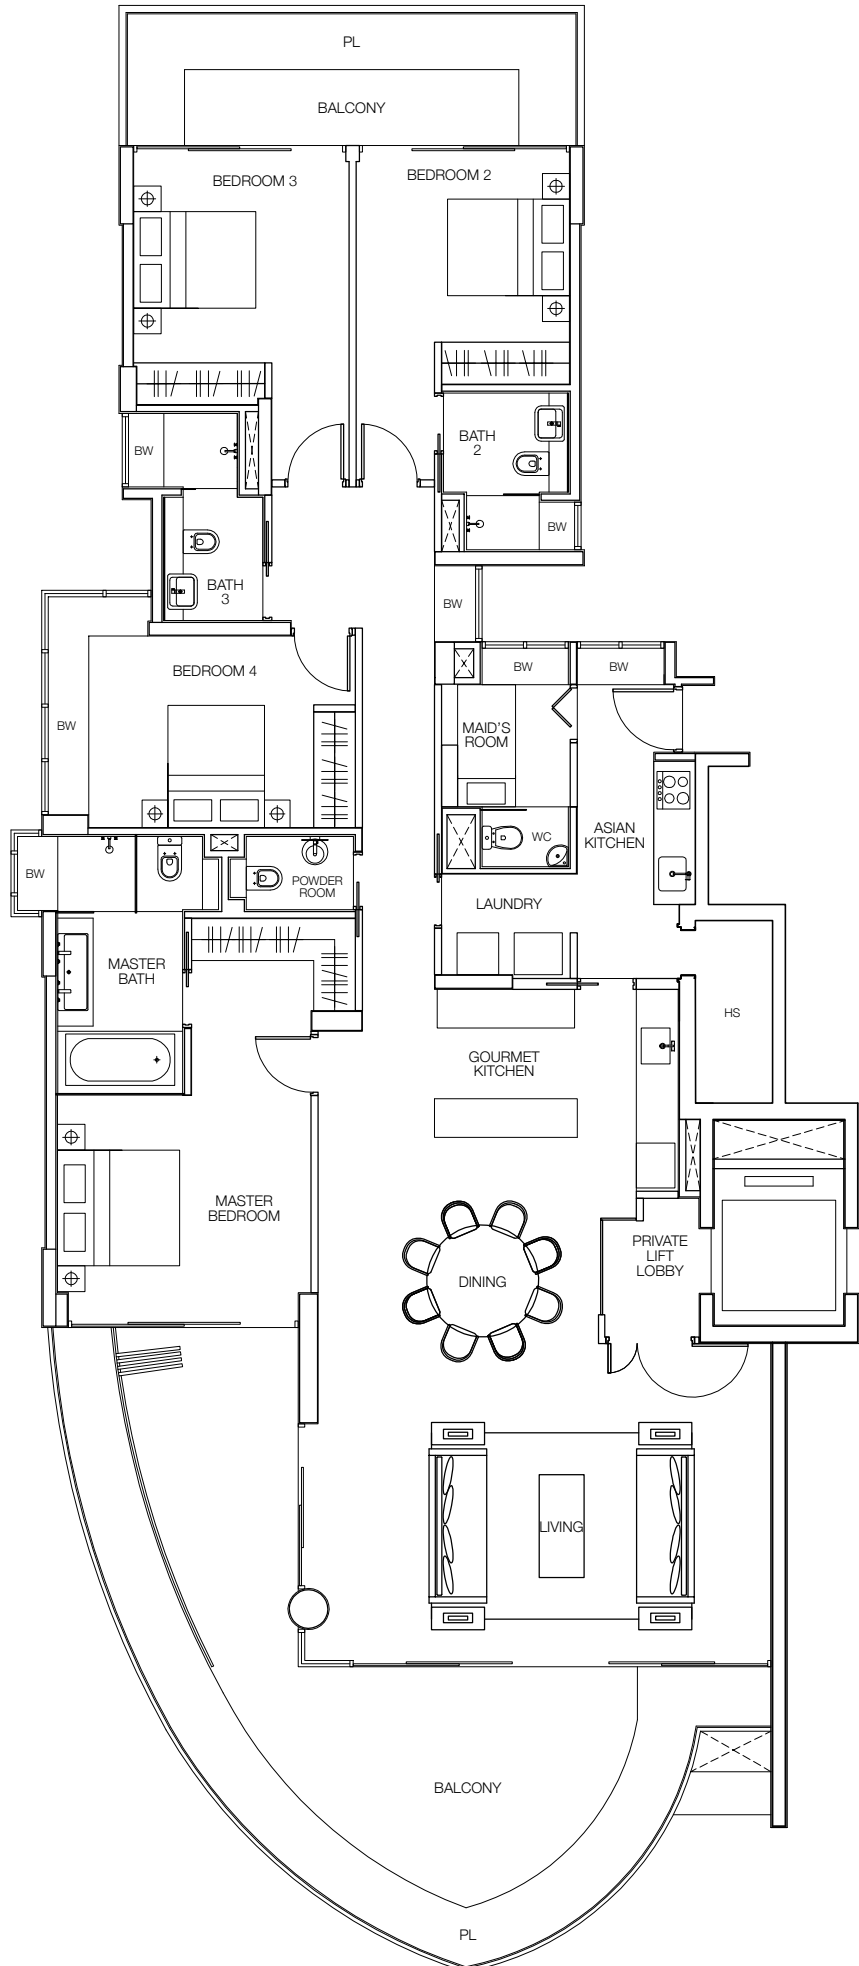 PL
BALCONY
BEDROOM 3
BEDROOM 2
BW
BATH
2
BW
BATH
3
BW
BEDROOM 4
BW
BW
BW
MAID'S
ROOM
ASIAN
KITCHEN
WC
BW
POWDER
ROOM
LAUNDRY
MASTER
BATH
HS
GOURMET
KITCHEN
MASTER
BEDROOM
PRIVATE
LIFT
LOBBY
DINING
LIVING
BALCONY
PL